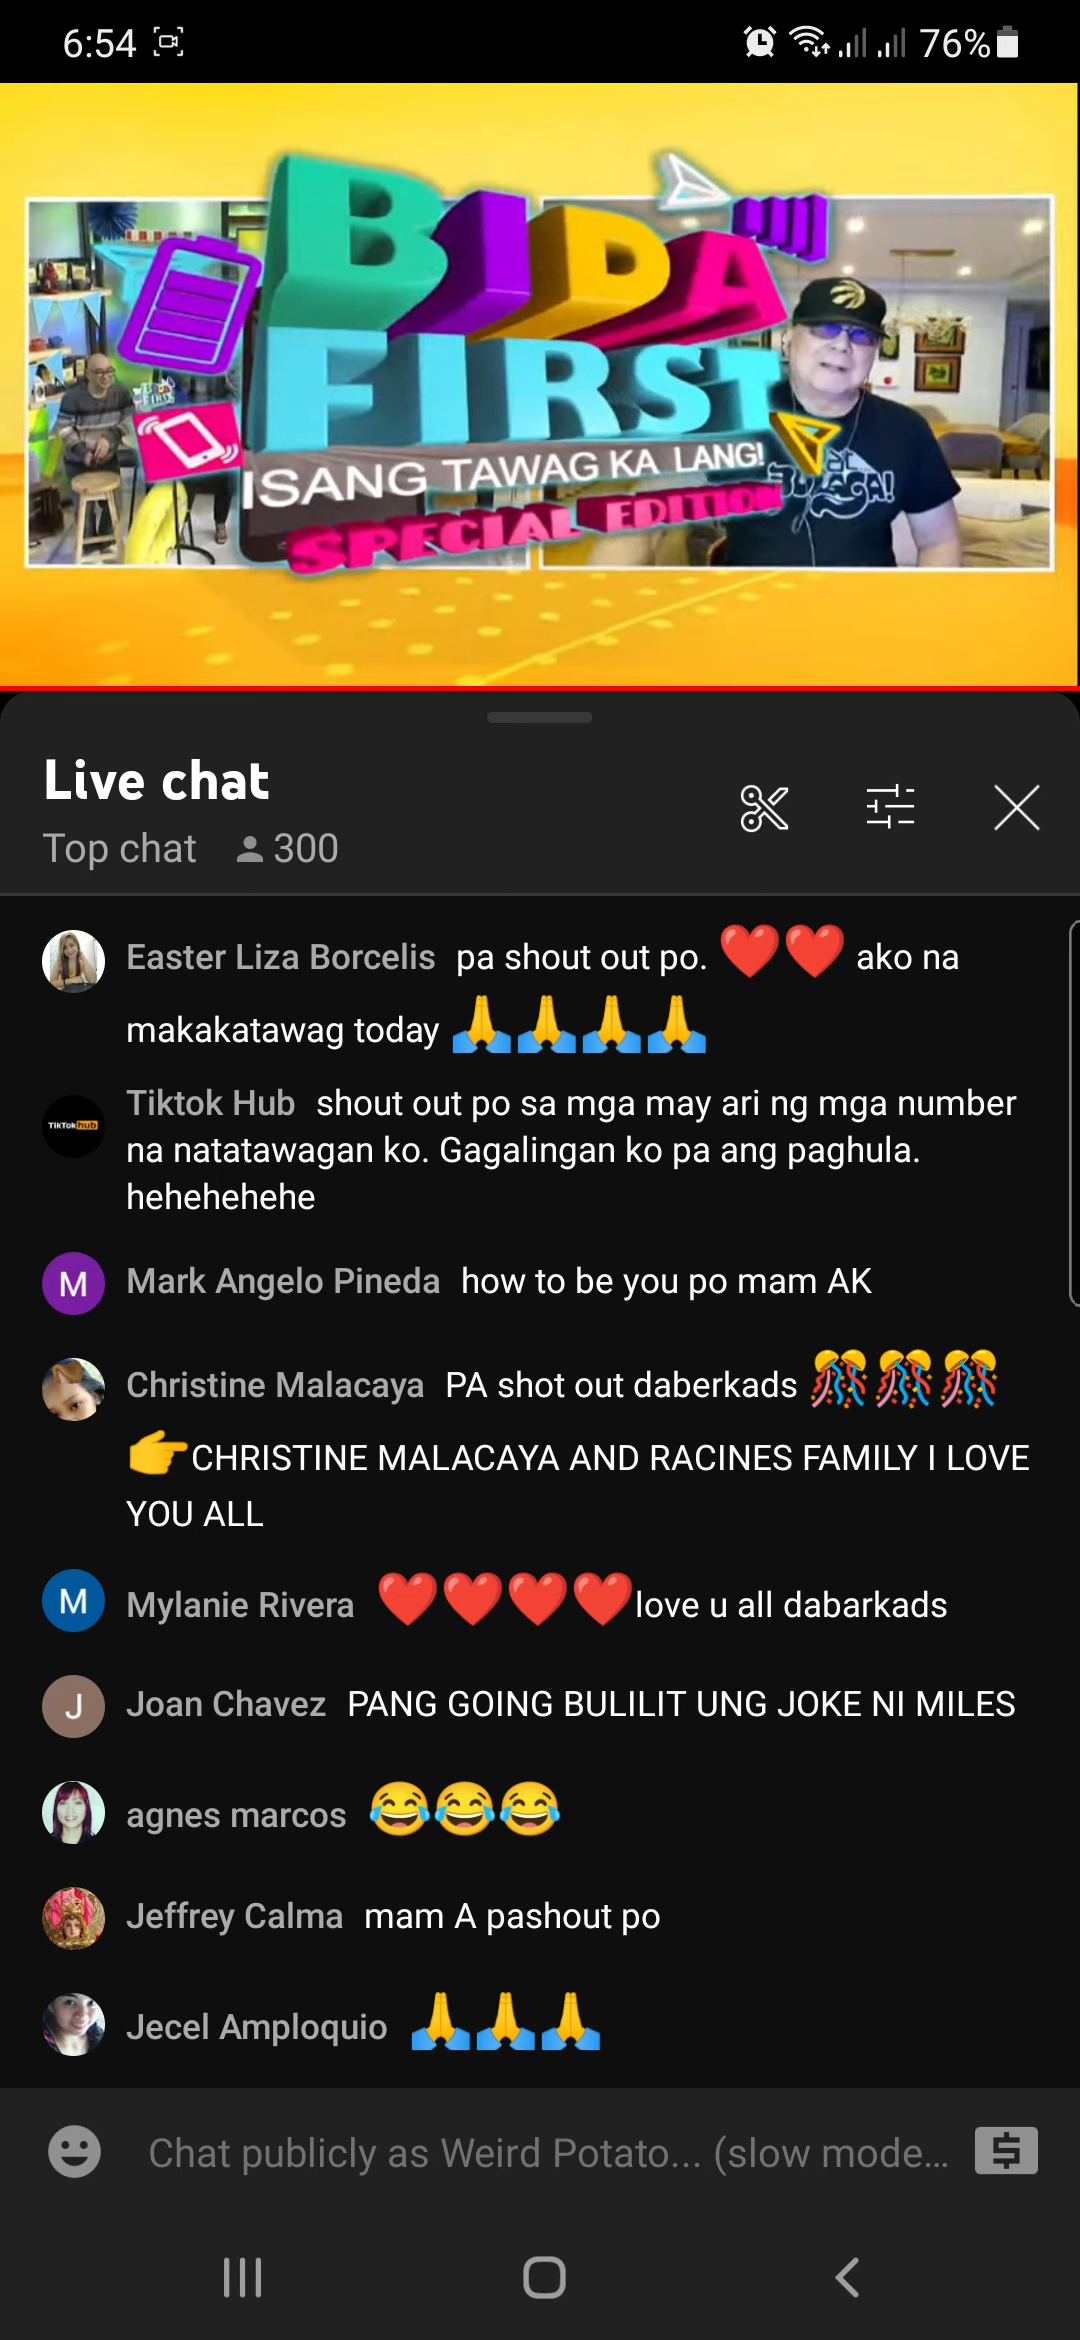 6:54
76%
BIDA
FIRST
ISANG TAWAG KA LANG!
SPECIAL EDITION
BULAGA!
Live chat
Top chat 300
Easter Liza Borcelis pa shout out po. ❤️❤️ ako na
makakatawag today 🙏🙏🙏🙏
TikTok hub
Tiktok Hub shout out po sa mga may ari ng mga number
na natatawagan ko. Gagalingan ko pa ang paghula.
hehehehehe
M
Mark Angelo Pineda how to be you po mam AK
Christine Malacaya PA shot out daberkads 🎊🎊🎊
👉CHRISTINE MALACAYA AND RACINES FAMILY I LOVE
YOU ALL
M
Mylanie Rivera ❤️❤️❤️❤️love u all dabarkads
J
Joan Chavez PANG GOING BULILIT UNG JOKE NI MILES
agnes marcos 😂😂😂
Jeffrey Calma mam A pashout po
Jecel Amploquio 🙏🙏🙏
Chat publicly as Weird Potato... (slow mode...